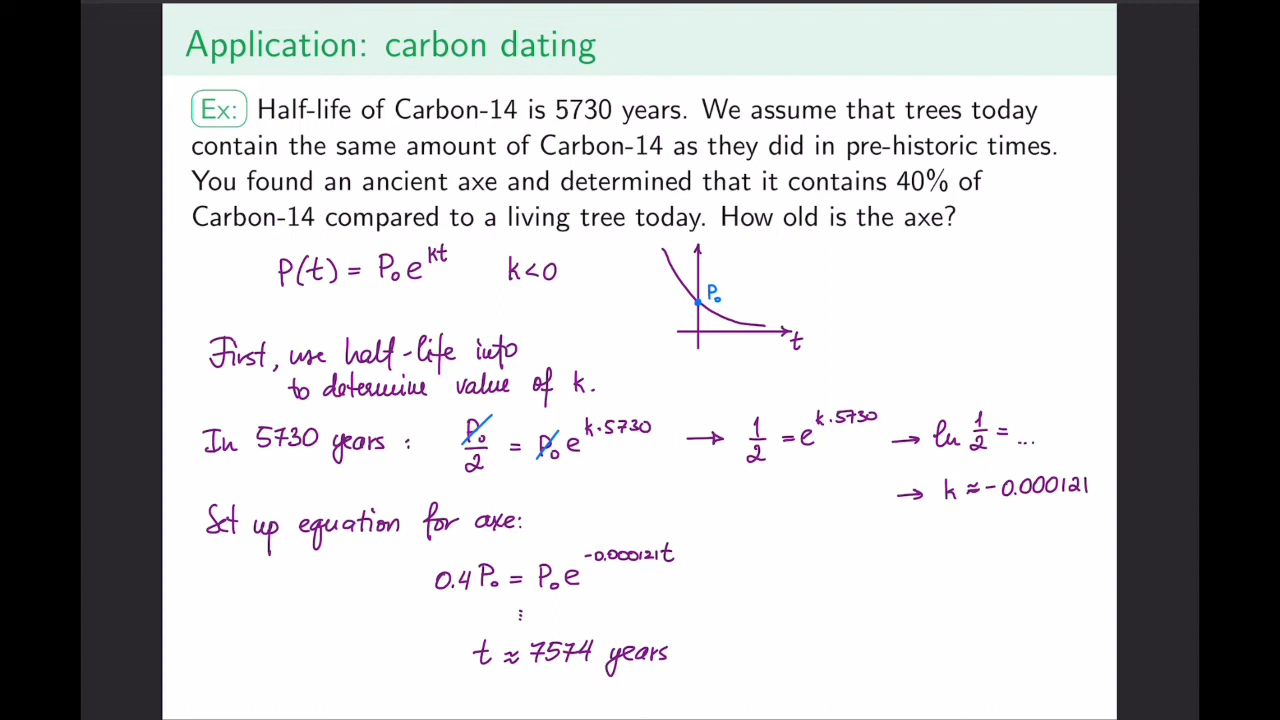 Application: carbon dating
Ex: Half-life of Carbon-14 is 5730 years. We assume that trees today
contain the same amount of Carbon-14 as they did in pre-historic times.
You found an ancient axe and determined that it contains 40% of
Carbon-14 compared to a living tree today. How old is the axe?
P(t) = P₀e^{kt} k<0
P₀
t
First, use half-life info
to determine value of k.
In 5730 years : P₀/2 = P₀e^{k·5730} → 1/2 = e^{k·5730} → ln 1/2 = ...
→ k ≈ -0.000121
Set up equation for axe:
0.4P₀ = P₀e^{-0.000121t}
⋮
t ≈ 7574 years